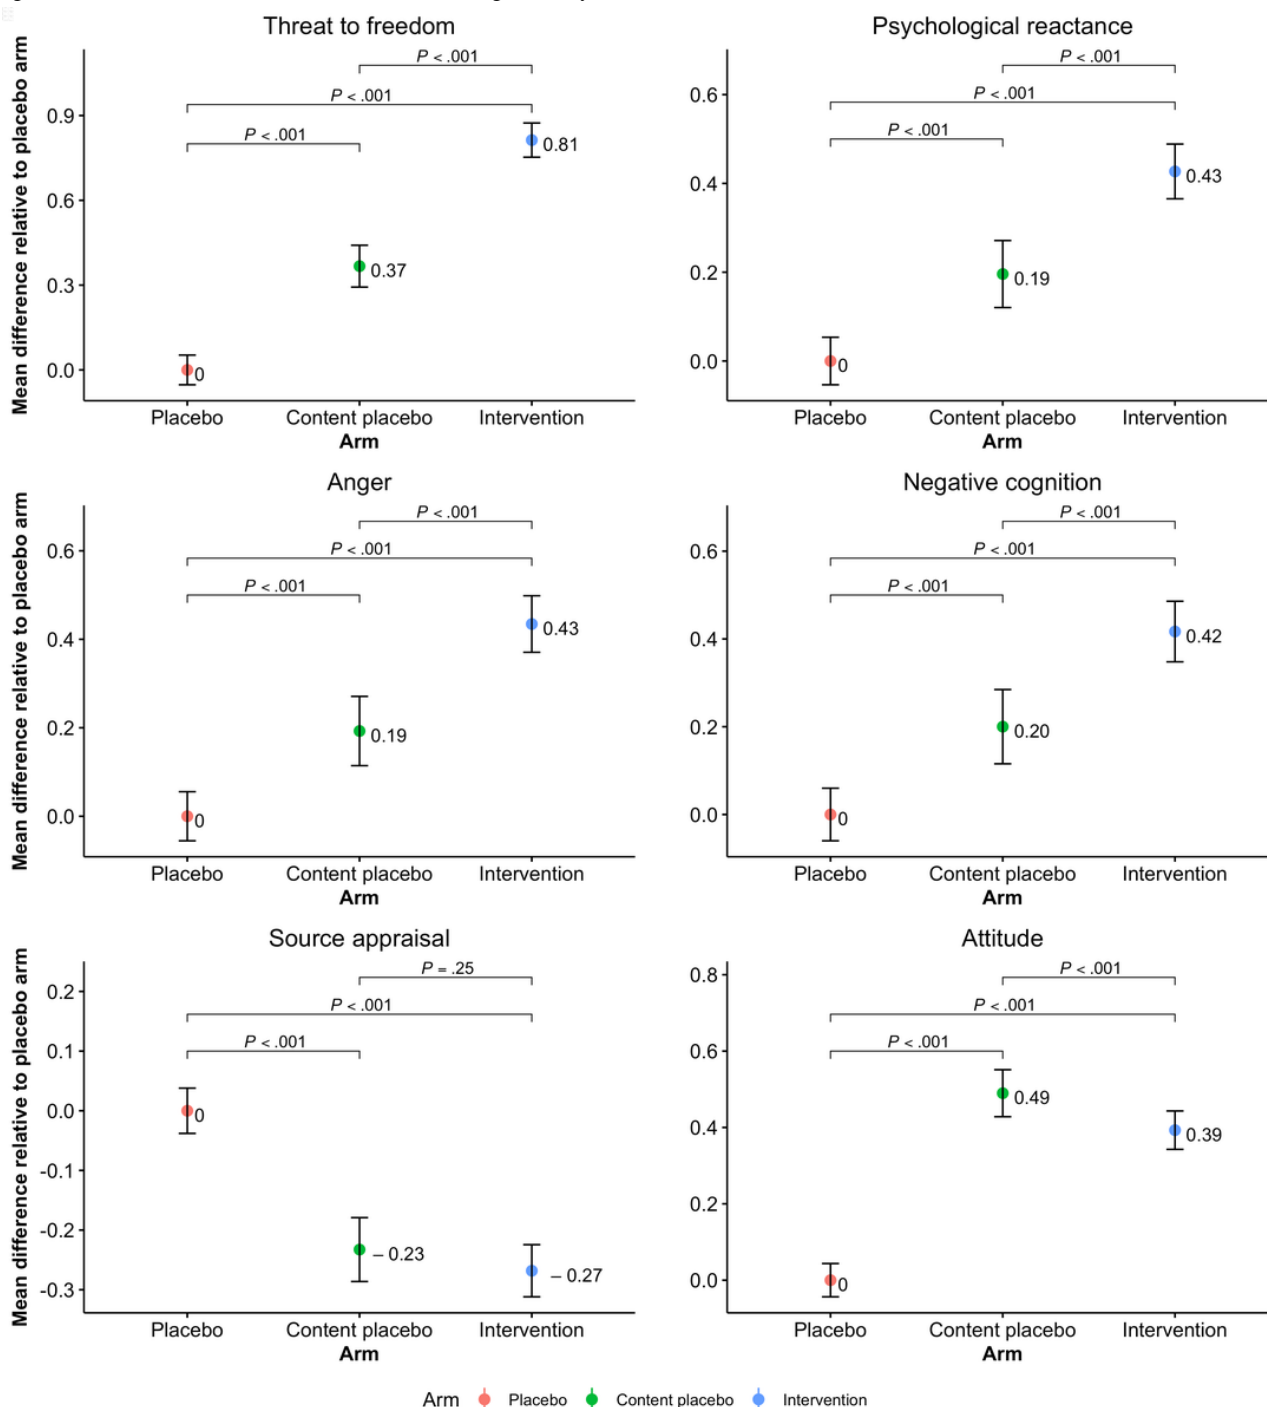 Threat to freedom
Mean difference relative to placebo arm
0.9
0.6
0.3
0.0
P < .001
P < .001
P < .001
0
0.37
0.81
Placebo
Content placebo
Intervention
Arm
Psychological reactance
0.6
0.4
0.2
0.0
P < .001
P < .001
P < .001
0
0.19
0.43
Placebo
Content placebo
Intervention
Arm
Anger
Mean difference relative to placebo arm
0.6
0.4
0.2
0.0
P < .001
P < .001
P < .001
0
0.19
0.43
Placebo
Content placebo
Intervention
Arm
Negative cognition
0.6
0.4
0.2
0.0
P < .001
P < .001
P < .001
0
0.20
0.42
Placebo
Content placebo
Intervention
Arm
Source appraisal
Mean difference relative to placebo arm
0.2
0.1
0.0
-0.1
-0.2
-0.3
P = .25
P < .001
P < .001
0
– 0.23
– 0.27
Placebo
Content placebo
Intervention
Arm
Attitude
0.8
0.6
0.4
0.2
0.0
P < .001
P < .001
P < .001
0
0.49
0.39
Placebo
Content placebo
Intervention
Arm
Arm Placebo Content placebo Intervention